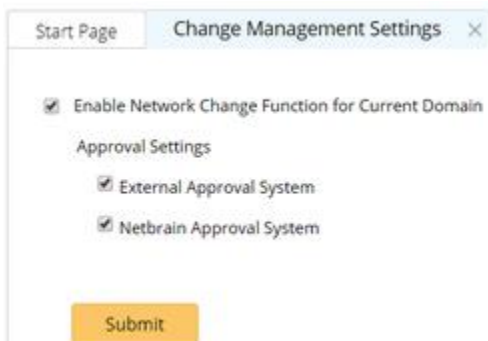 Start Page
Change Management Settings ×
Enable Network Change Function for Current Domain
Approval Settings
External Approval System
Netbrain Approval System
Submit